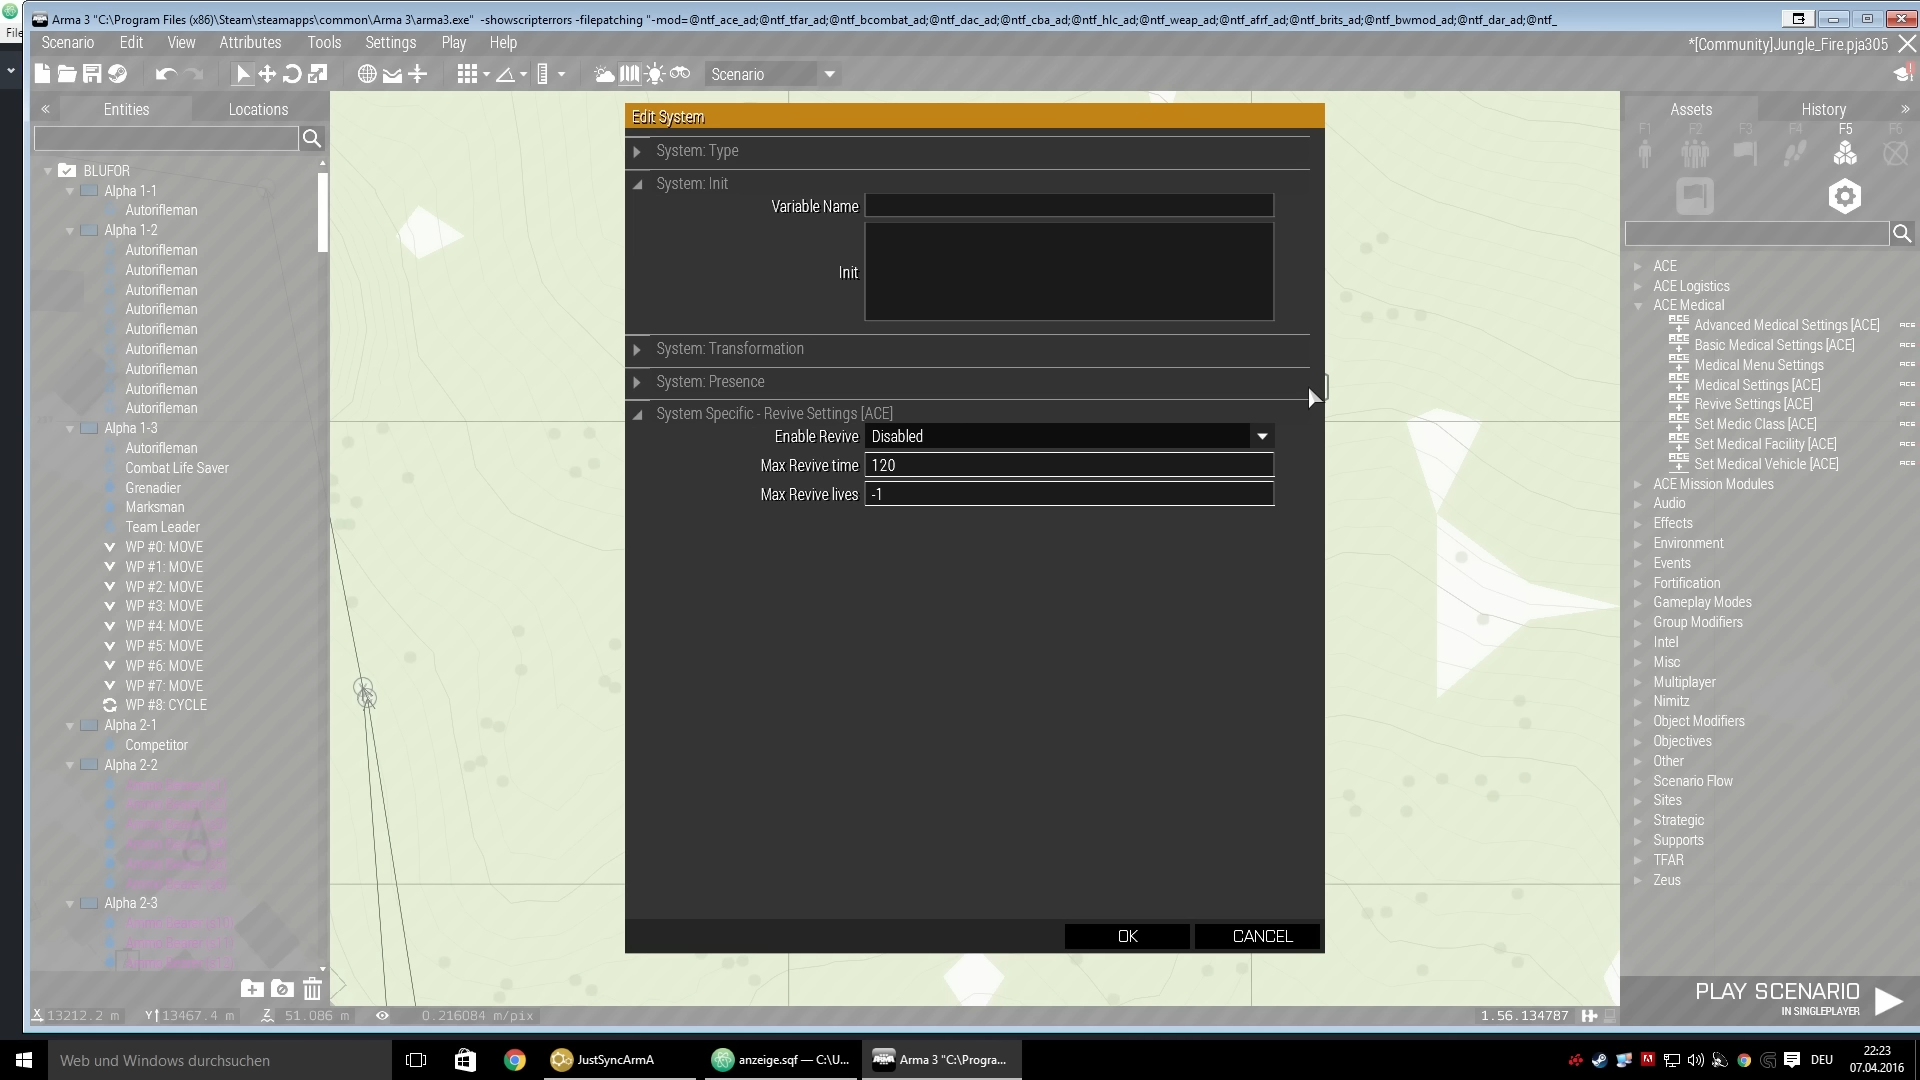 Arma 3 "C:\Program Files (x86)\Steam\steamapps\common\Arma 3\arma3.exe" -showscripterrors -filepatching "-mod=@ntf_ace_ad;@ntf_tfar_ad;@ntf_bcombat_ad;@ntf_dac_ad;@ntf_cba_ad;@ntf_hlc_ad;@ntf_weap_ad;@ntf_afrf_ad;@ntf_brits_ad;@ntf_bwmod_ad;@ntf_dar_ad;@ntf_
File
Scenario Edit View Attributes Tools Settings Play Help
*[Community]Jungle_Fire.pja305
Scenario
Entities Locations
BLUFOR
Alpha 1-1
Autorifleman
Alpha 1-2
Autorifleman
Autorifleman
Autorifleman
Autorifleman
Autorifleman
Autorifleman
Autorifleman
Autorifleman
Autorifleman
Alpha 1-3
Autorifleman
Combat Life Saver
Grenadier
Marksman
Team Leader
WP #0: MOVE
WP #1: MOVE
WP #2: MOVE
WP #3: MOVE
WP #4: MOVE
WP #5: MOVE
WP #6: MOVE
WP #7: MOVE
WP #8: CYCLE
Alpha 2-1
Competitor
Alpha 2-2
Alpha 2-3
Edit System
System: Type
System: Init
Variable Name
Init
System: Transformation
System: Presence
System Specific - Revive Settings [ACE]
Enable Revive Disabled
Max Revive time 120
Max Revive lives -1
OK CANCEL
Assets History
F1 F2 F3 F4 F5 F6
ACE
ACE Logistics
ACE Medical
Advanced Medical Settings [ACE]
Basic Medical Settings [ACE]
Medical Menu Settings
Medical Settings [ACE]
Revive Settings [ACE]
Set Medic Class [ACE]
Set Medical Facility [ACE]
Set Medical Vehicle [ACE]
ACE Mission Modules
Audio
Effects
Environment
Events
Fortification
Gameplay Modes
Group Modifiers
Intel
Misc
Multiplayer
Nimitz
Object Modifiers
Objectives
Other
Scenario Flow
Sites
Strategic
Supports
TFAR
Zeus
PLAY SCENARIO
IN SINGLEPLAYER
X 13212.2 m Y 13467.4 m Z 51.086 m 0.216084 m/pix
1.56.134787
Web und Windows durchsuchen
JustSyncArmA
anzeige.sqf — C:\U...
Arma 3 "C:\Progra...
DEU
22:23
07.04.2016